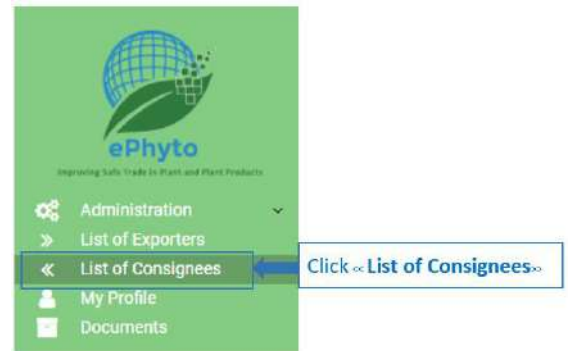 ePhyto
Improving Safe Trade in Plant and Plant Products
Administration
List of Exporters
List of Consignees
Click «List of Consignees»
My Profile
Documents